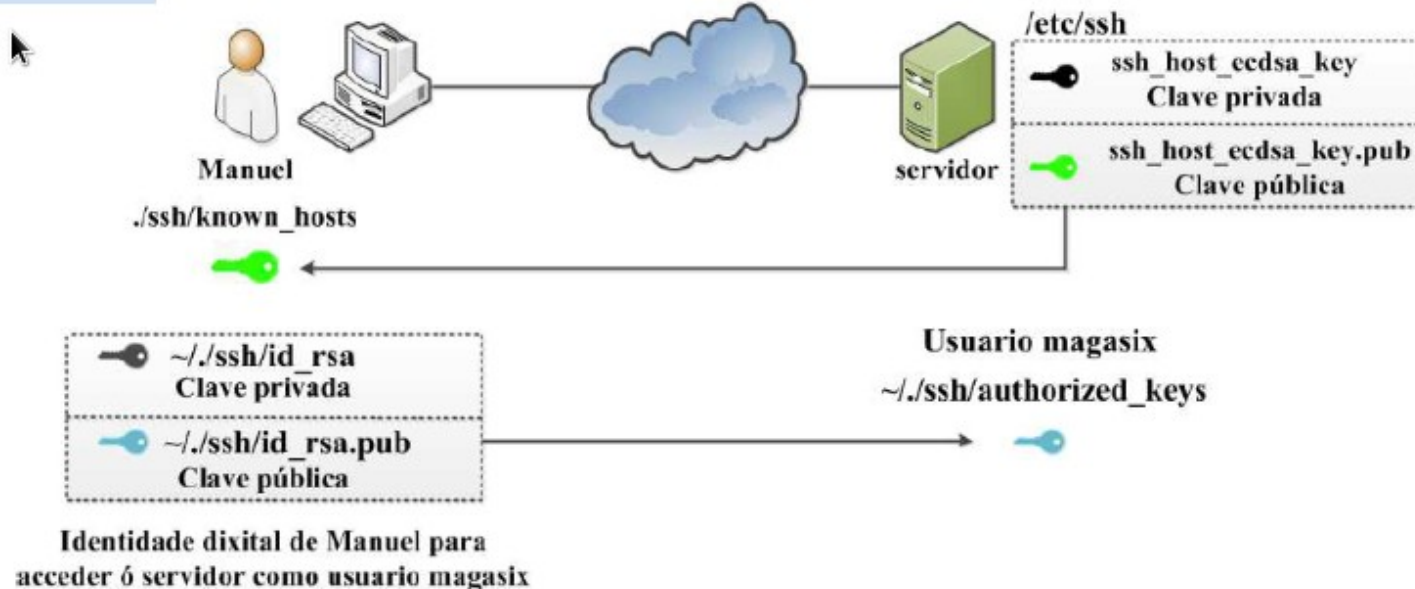 /etc/ssh
ssh_host_ecdsa_key
Clave privada
ssh_host_ecdsa_key.pub
Clave pública
Manuel
servidor
./ssh/known_hosts
~/./ssh/id_rsa
Clave privada
~/./ssh/id_rsa.pub
Clave pública
Usuario magasix
~/./ssh/authorized_keys
Identidade dixital de Manuel para
acceder ó servidor como usuario magasix